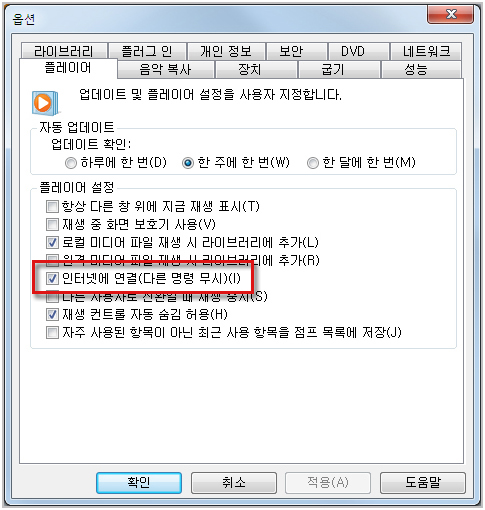 옵션
라이브러리 플러그 인 개인 정보 보안 DVD 네트워크
플레이어 음악 복사 장치 굽기 성능
업데이트 및 플레이어 설정을 사용자 지정합니다.
자동 업데이트
업데이트 확인:
하루에 한 번(D) 한 주에 한 번(W) 한 달에 한 번(M)
플레이어 설정
항상 다른 창 위에 지금 재생 표시(T)
재생 중 화면 보호기 사용(V)
로컬 미디어 파일 재생 시 라이브러리에 추가(L)
원격 미디어 파일 재생 시 라이브러리에 추가(R)
인터넷에 연결(다른 명령 무시)(I)
다른 사용자로 전환할 때 재생 중지(S)
재생 컨트롤 자동 숨김 허용(H)
자주 사용된 항목이 아닌 최근 사용 항목을 점프 목록에 저장(J)
확인 취소 적용(A) 도움말